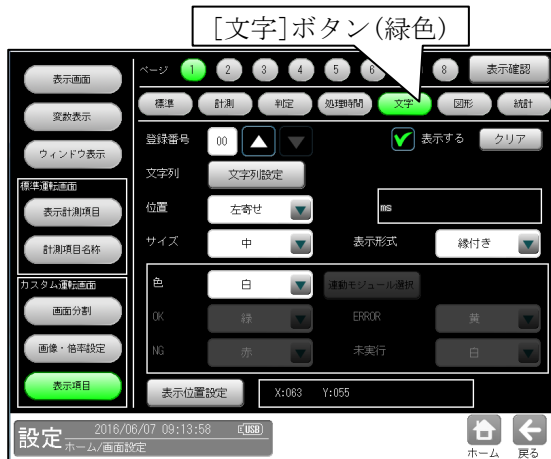 [文字]ボタン(緑色)
ページ 1 2 3 4 5 6 8 表示確認
標準 計測 判定 処理時間 文字 図形 統計
登録番号 00 表示する クリア
文字列 文字列設定
位置 左寄せ ms
サイズ 中 表示形式 縁付き
色 白 連動モジュール選択
OK 緑 ERROR 黄
NG 赤 未実行 白
表示位置設定 X:063 Y:055
表示画面
変数表示
ウィンドウ表示
標準運転画面
表示計測項目
計測項目名称
カスタム運転画面
画面分割
画像・倍率設定
表示項目
設定 2016/06/07 09:13:58 USB
ホーム/画面設定
ホーム 戻る